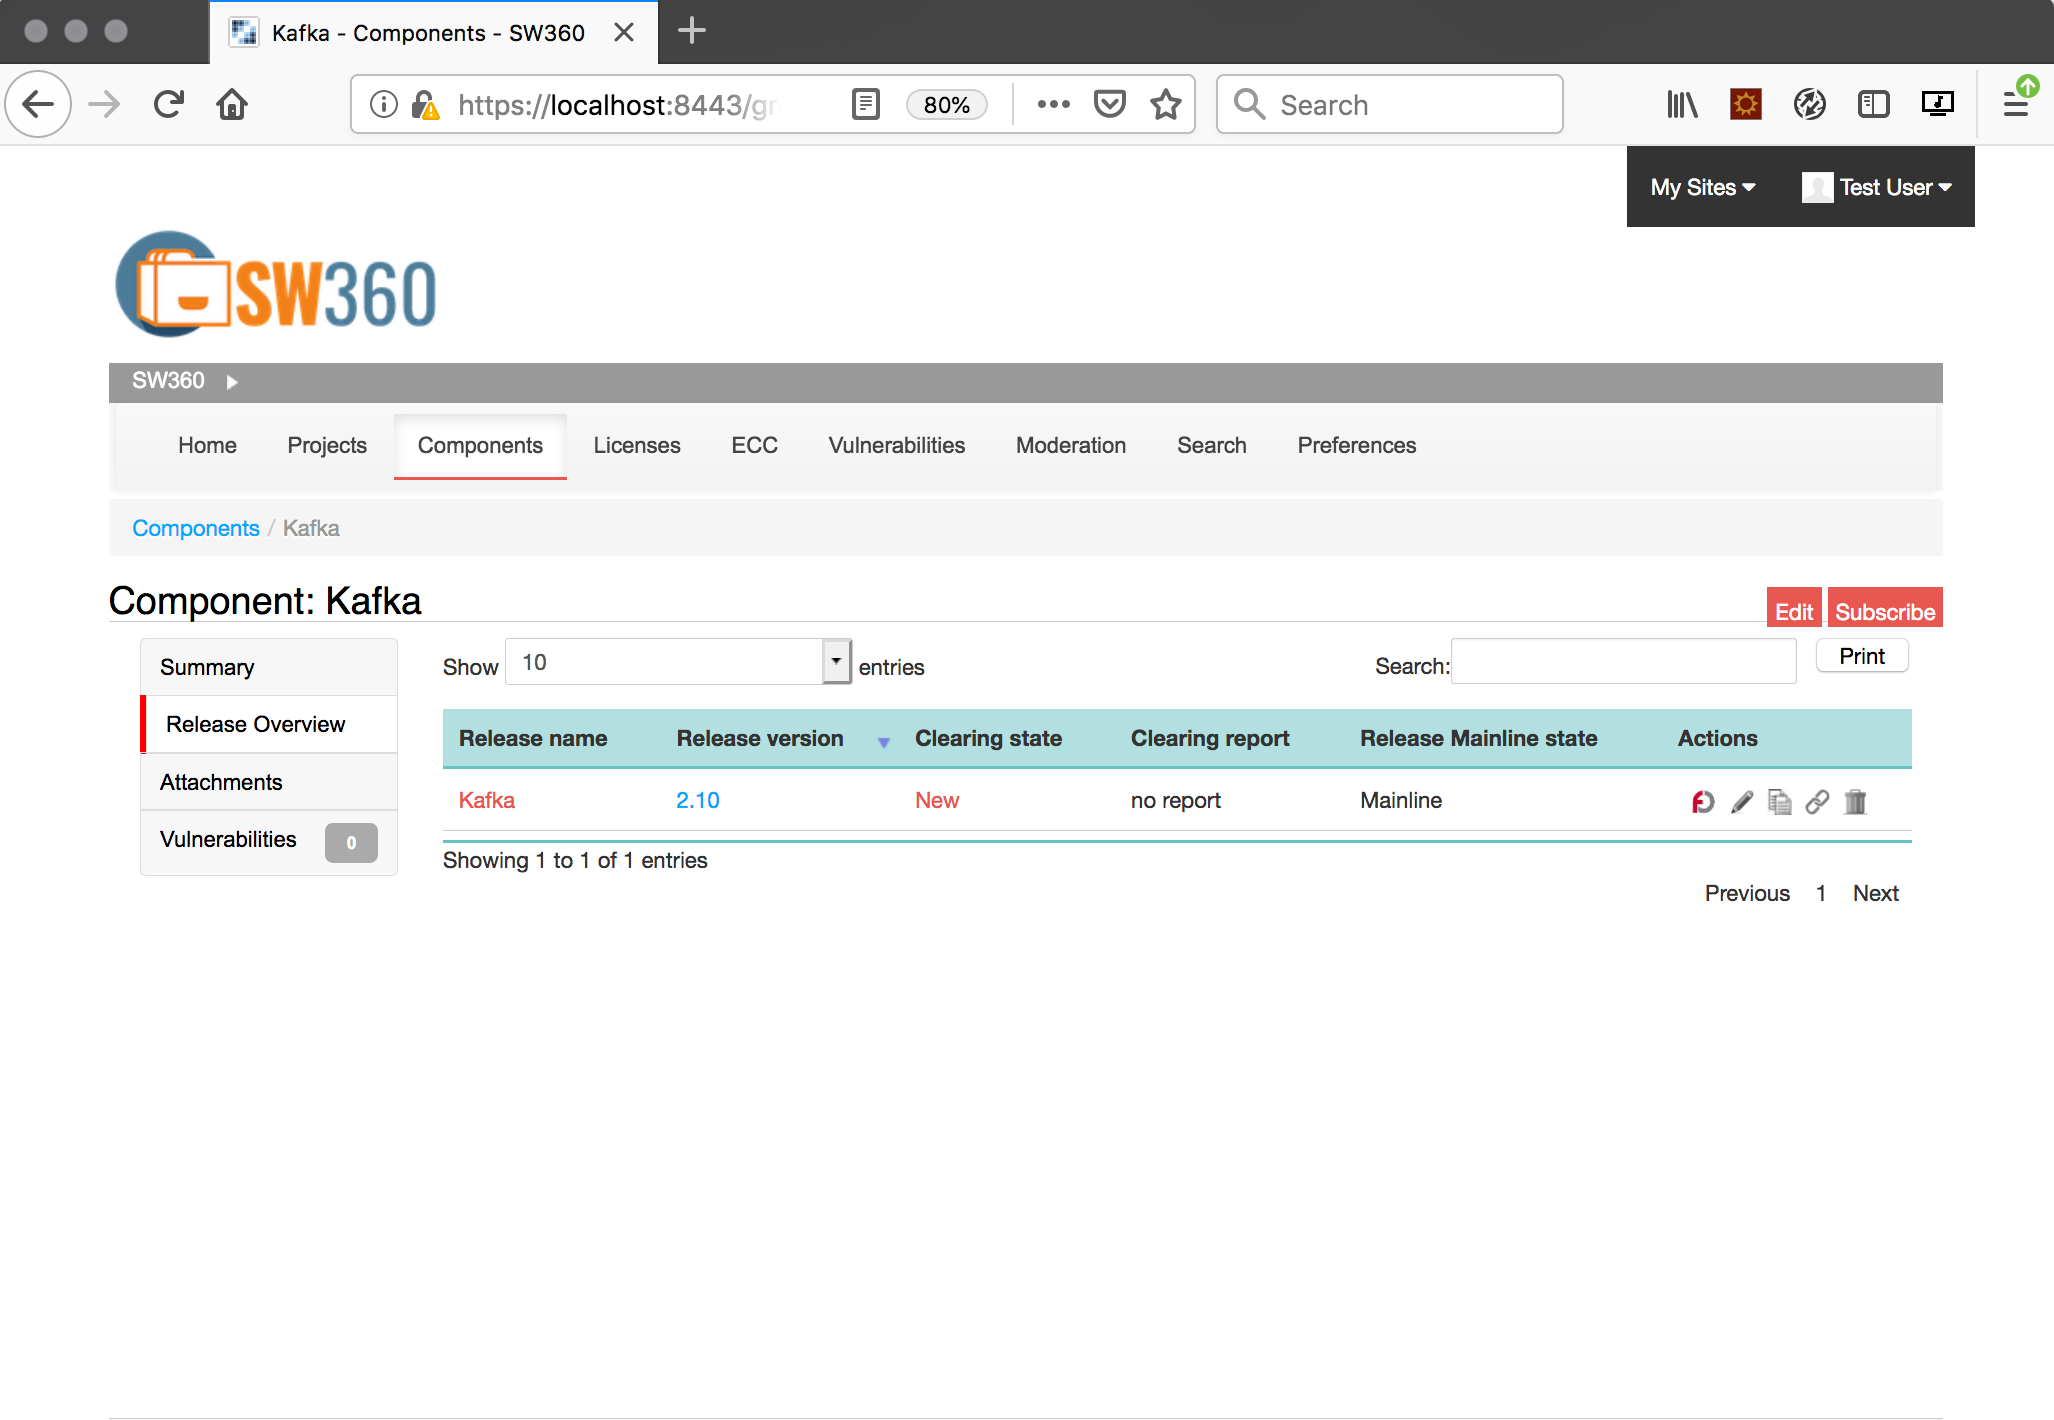 Kafka - Components - SW360
https://localhost:8443/gr
80%
Search
My Sites
Test User
SW360
SW360
Home
Projects
Components
Licenses
ECC
Vulnerabilities
Moderation
Search
Preferences
Components / Kafka
Component: Kafka
Edit
Subscribe
Summary
Release Overview
Attachments
Vulnerabilities 0
Show 10 entries
Search:
Print
Release name Release version Clearing state Clearing report Release Mainline state Actions
Kafka 2.10 New no report Mainline
Showing 1 to 1 of 1 entries
Previous 1 Next